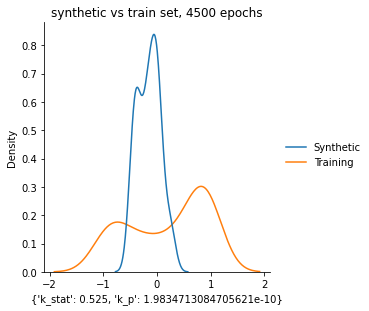 synthetic vs train set, 4500 epochs
0.8
0.7
0.6
0.5
0.4
0.3
0.2
0.1
0.0
Density
Synthetic
Training
−2
−1
0
1
2
{'k_stat': 0.525, 'k_p': 1.9834713084705621e-10}